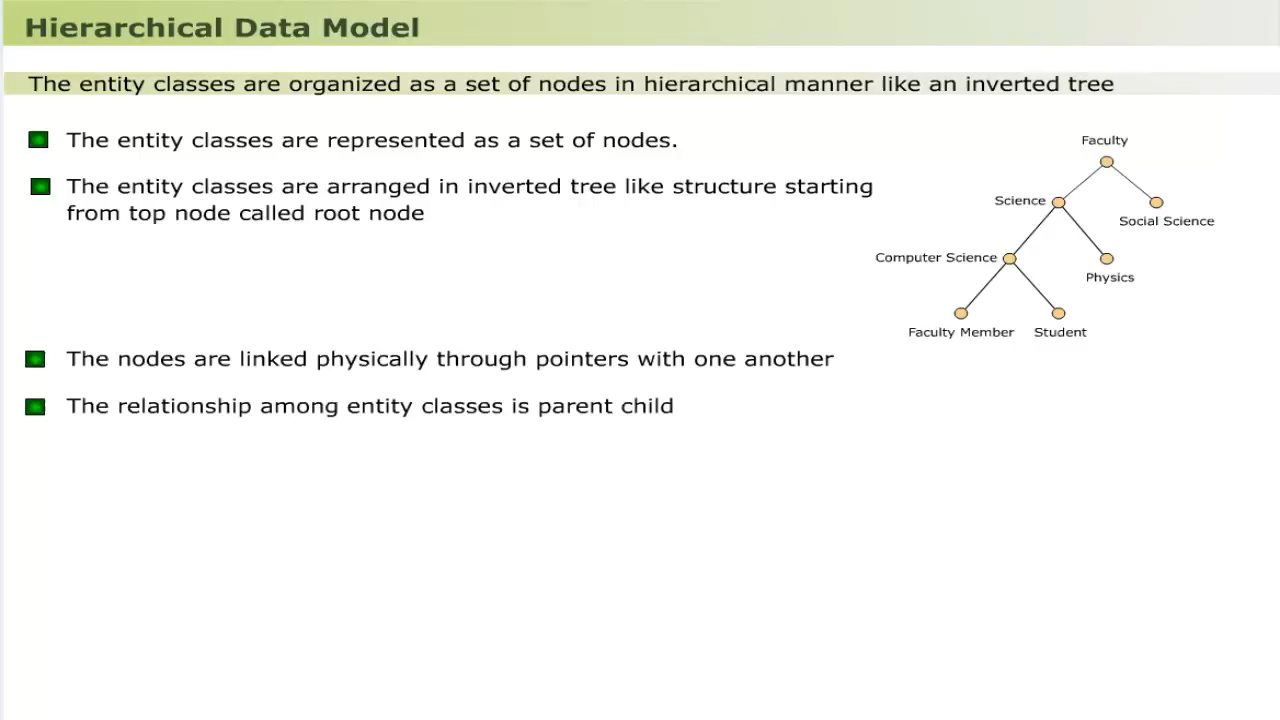 Hierarchical Data Model
The entity classes are organized as a set of nodes in hierarchical manner like an inverted tree
The entity classes are represented as a set of nodes.
The entity classes are arranged in inverted tree like structure starting
from top node called root node
Faculty
Science
Social Science
Computer Science
Physics
Faculty Member
Student
The nodes are linked physically through pointers with one another
The relationship among entity classes is parent child